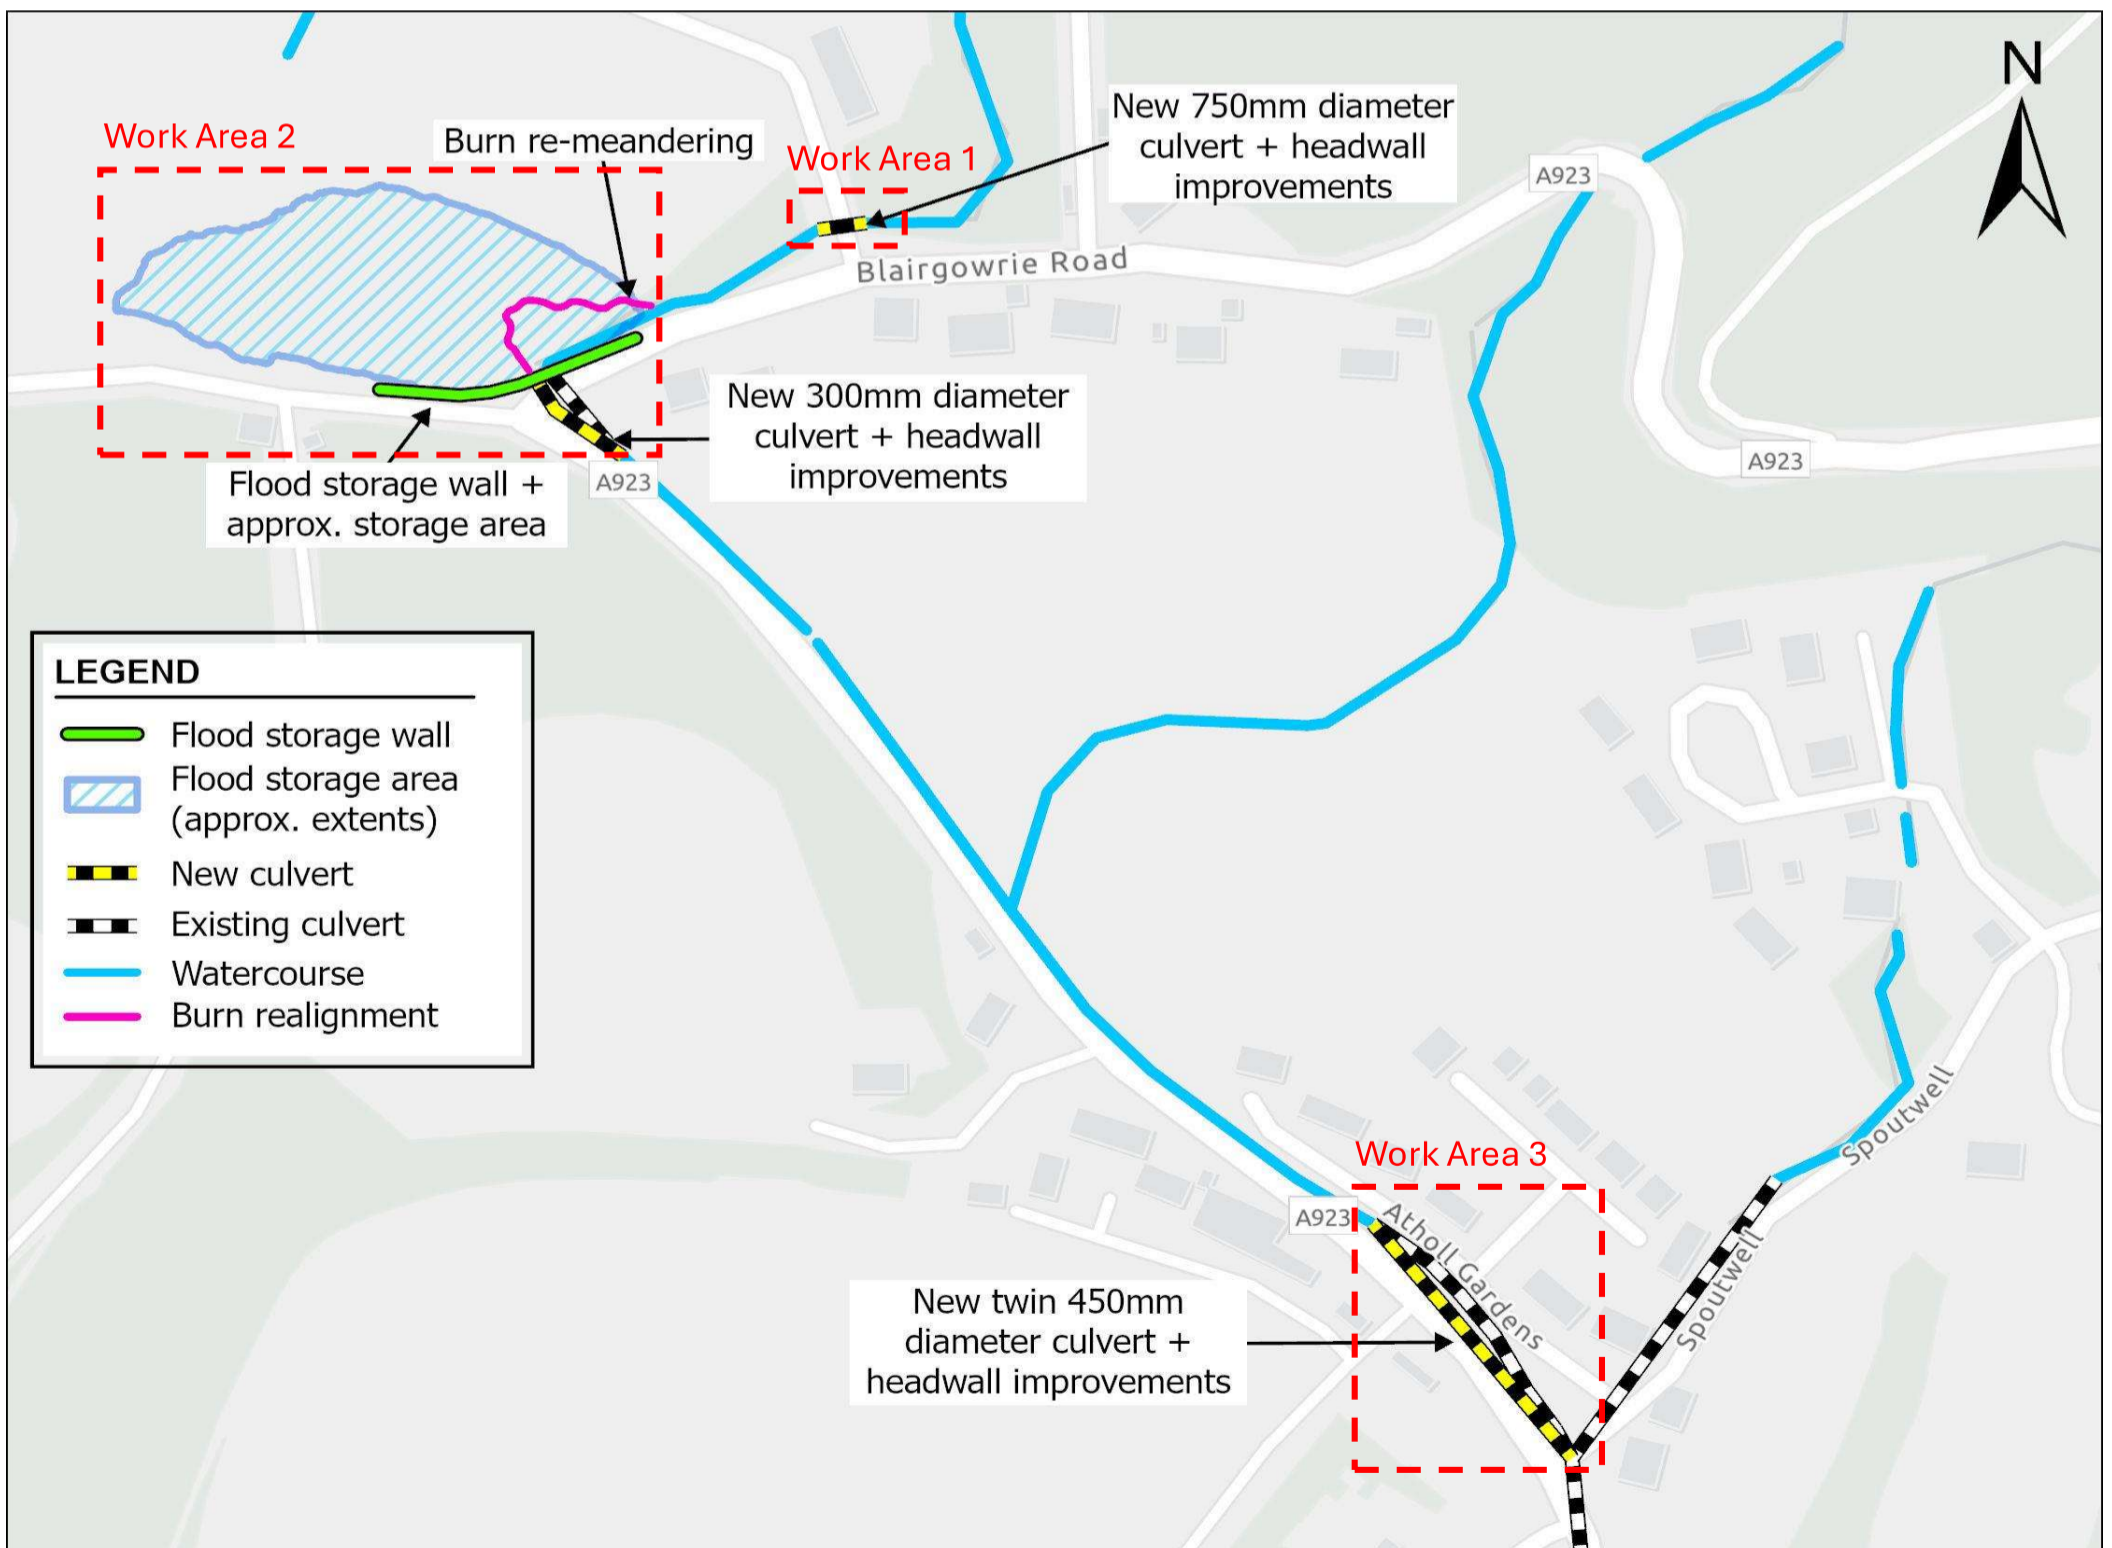 N
Work Area 2
Burn re-meandering
Work Area 1
New 750mm diameter
culvert + headwall
improvements
A923
Blairgowrie Road
New 300mm diameter
culvert + headwall
improvements
A923
A923
Flood storage wall +
approx. storage area
LEGEND
Flood storage wall
Flood storage area
(approx. extents)
New culvert
Existing culvert
Watercourse
Burn realignment
Spoutwell
Work Area 3
A923
Atholl Gardens
Spoutwell
New twin 450mm
diameter culvert +
headwall improvements